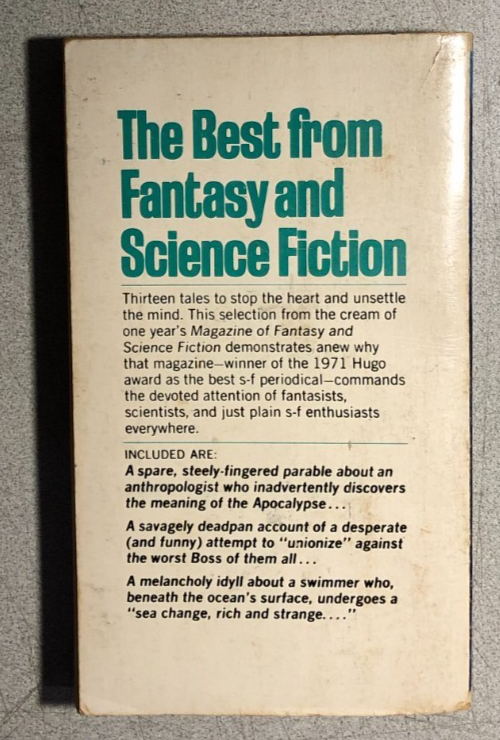 The Best from
Fantasy and
Science Fiction
Thirteen tales to stop the heart and unsettle
the mind. This selection from the cream of
one year's Magazine of Fantasy and
Science Fiction demonstrates anew why
that magazine—winner of the 1971 Hugo
award as the best s-f periodical—commands
the devoted attention of fantasists,
scientists, and just plain s-f enthusiasts
everywhere.
INCLUDED ARE:
A spare, steely-fingered parable about an
anthropologist who inadvertently discovers
the meaning of the Apocalypse...
A savagely deadpan account of a desperate
(and funny) attempt to "unionize" against
the worst Boss of them all...
A melancholy idyll about a swimmer who,
beneath the ocean's surface, undergoes a
"sea change, rich and strange...."